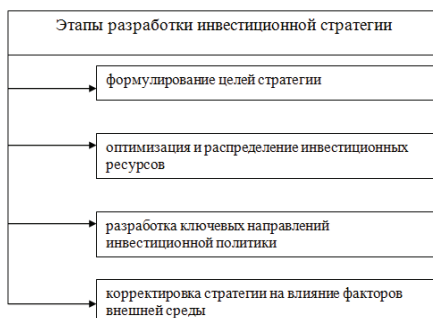 Этапы разработки инвестиционной стратегии
формулирование целей стратегии
оптимизация и распределение инвестиционных
ресурсов
разработка ключевых направлений
инвестиционной политики
корректировка стратегии на влияние факторов
внешней среды